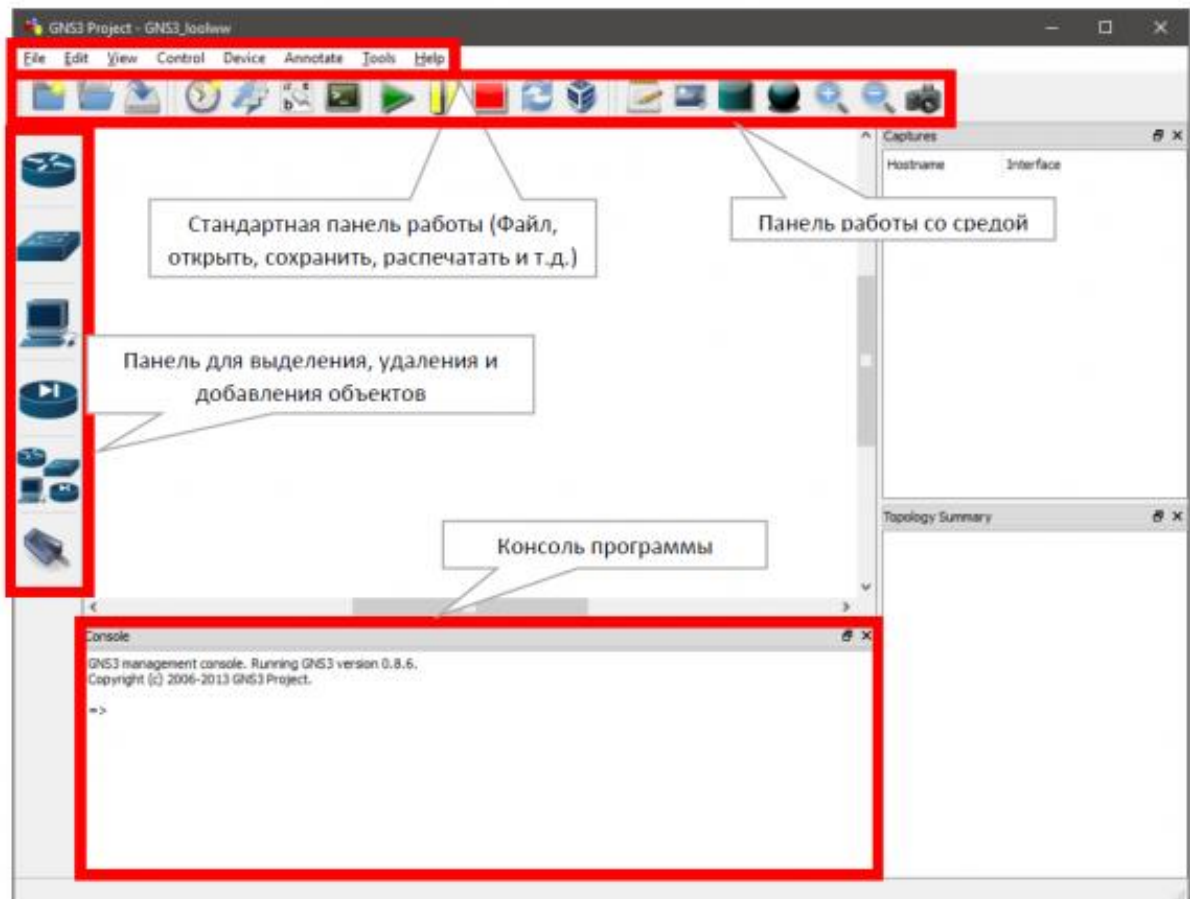 GNS3 Project - GNS3_loolww
File Edit View Control Device Annotate Tools Help
Captures
Hostname Interface
Стандартная панель работы (Файл,
открыть, сохранить, распечатать и т.д.)
Панель работы со средой
Панель для выделения, удаления и
добавления объектов
Topology Summary
Консоль программы
Console
GNS3 management console. Running GNS3 version 0.8.6.
Copyright (c) 2006-2013 GNS3 Project.
=>